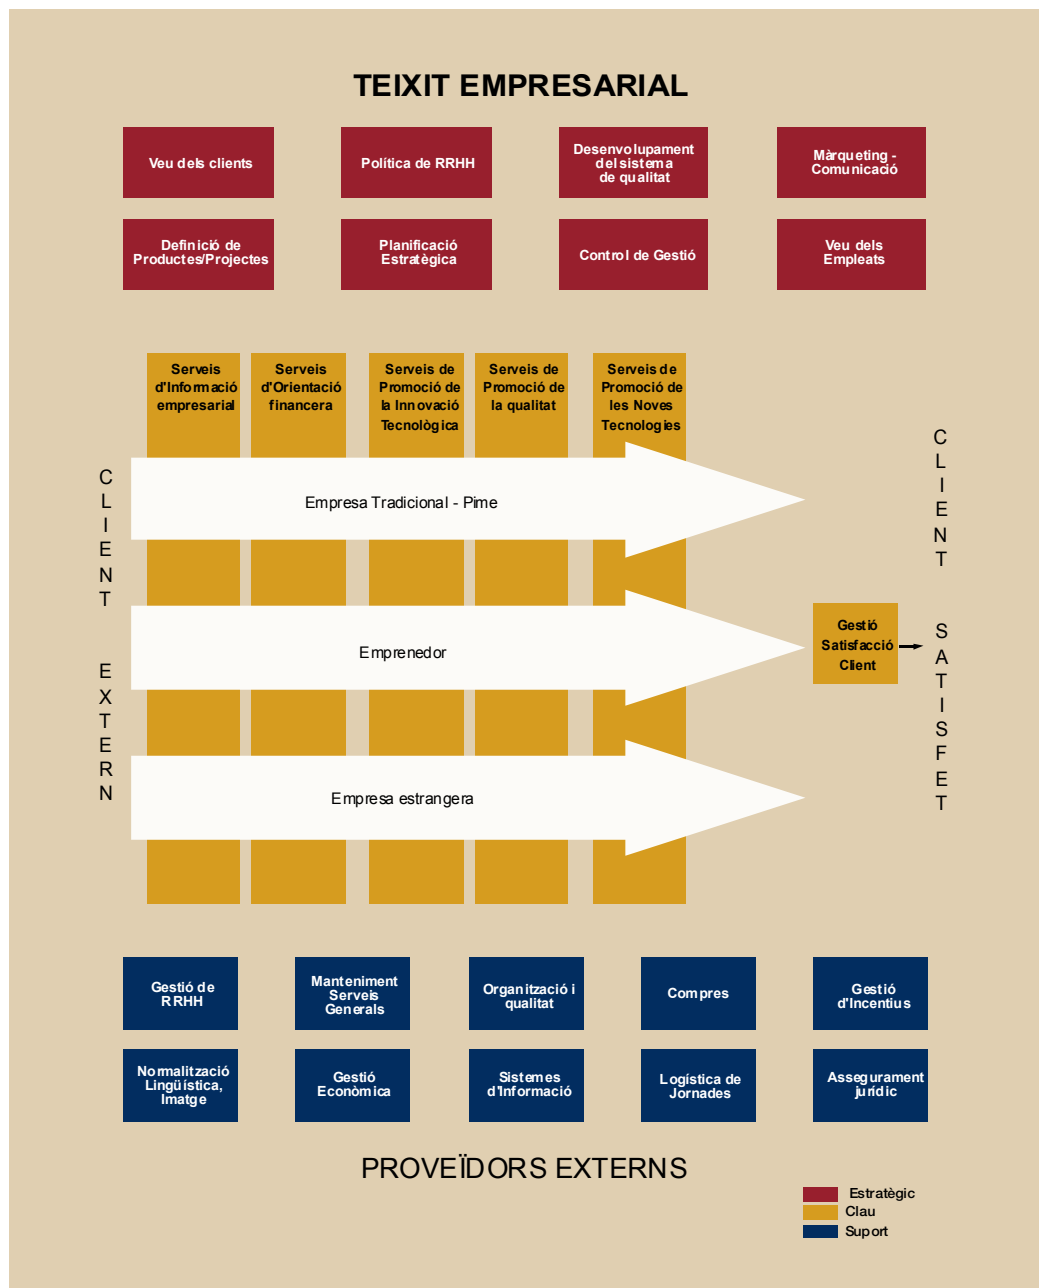 TEIXIT EMPRESARIAL
Veu dels clients
Política de RRHH
Desenvolupament
del sistema
de qualitat
Màrqueting -
Comunicació
Definició de
Productes/Projectes
Planificació
Estratègica
Control de Gestió
Veu dels
Empleats
Serveis
d'Informació
empresarial
Serveis
d'Orientació
financera
Serveis de
Promoció de
la Innovació
Tecnològica
Serveis de
Promoció de
la qualitat
Serveis de
Promoció de
les Noves
Tecnologies
CLIENT EXTERN
Empresa Tradicional - Pime
Emprenedor
Empresa estrangera
Gestió
Satisfacció
Client
CLIENT SATISFET
Gestió de
RRHH
Manteniment
Serveis
Generals
Organització i
qualitat
Compres
Gestió
d'Incentius
Normalització
Lingüística,
Imatge
Gestió
Econòmica
Sistemes
d'Informació
Logística de
Jornades
Assegurament
jurídic
PROVEÏDORS EXTERNS
Estratègic
Clau
Suport